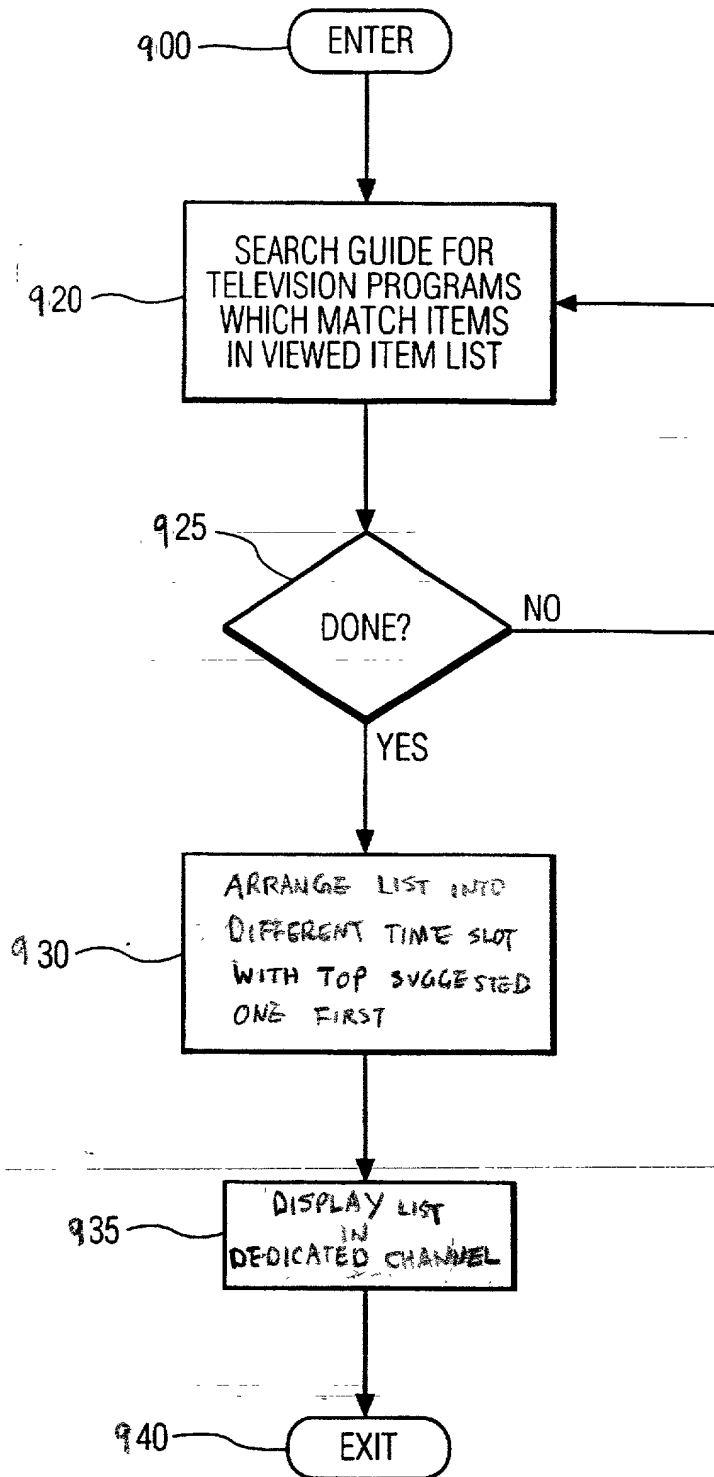 900
ENTER
920
SEARCH GUIDE FOR
TELEVISION PROGRAMS
WHICH MATCH ITEMS
IN VIEWED ITEM LIST
925
DONE?
NO
YES
930
ARRANGE LIST INTO
DIFFERENT TIME SLOT
WITH TOP SUGGESTED
ONE FIRST
935
DISPLAY LIST
IN
DEDICATED CHANNEL
940
EXIT